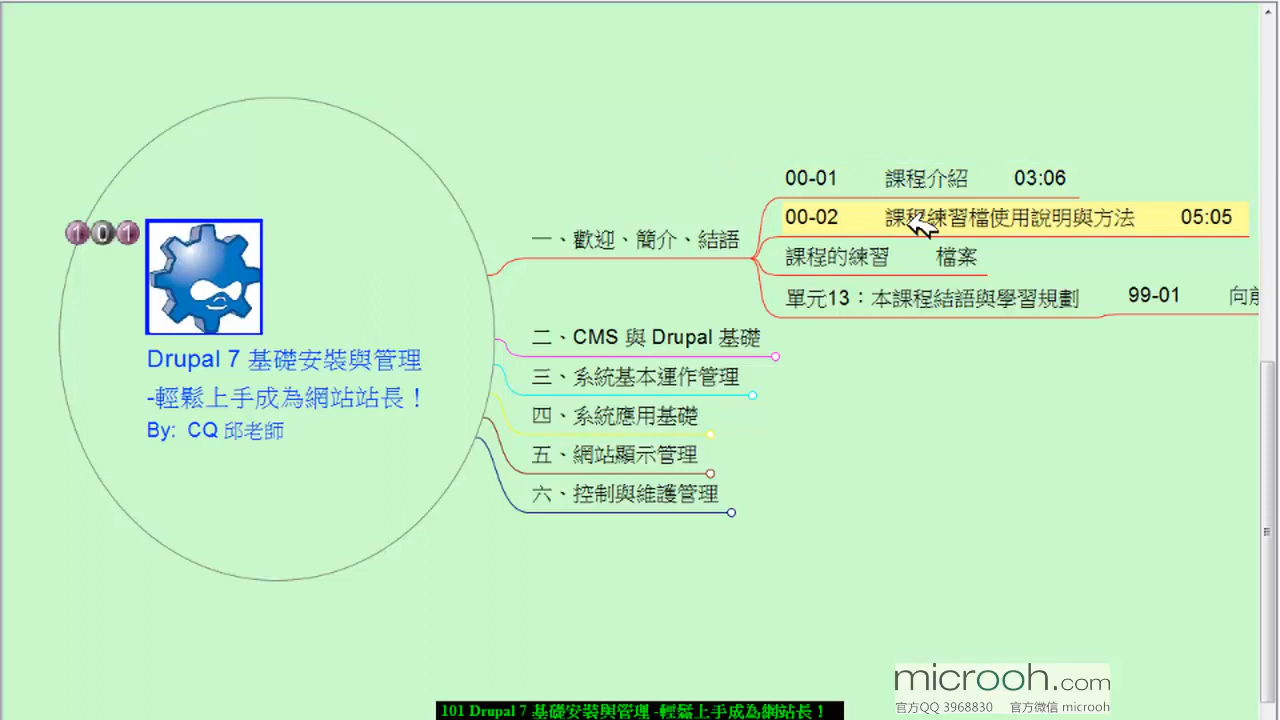 101
Drupal 7 基礎安裝與管理
-輕鬆上手成為網站站長！
By: CQ 邱老師
一、歡迎、簡介、結語
00-01 課程介紹 03:06
00-02 課程練習檔使用說明與方法 05:05
課程的練習 檔案
單元13：本課程結語與學習規劃 99-01 向前
二、CMS 與 Drupal 基礎
三、系統基本運作管理
四、系統應用基礎
五、網站顯示管理
六、控制與維護管理
microoh.com
官方QQ 3968830 官方微信 microoh
101 Drupal 7 基礎安裝與管理 -輕鬆上手成為網站長！